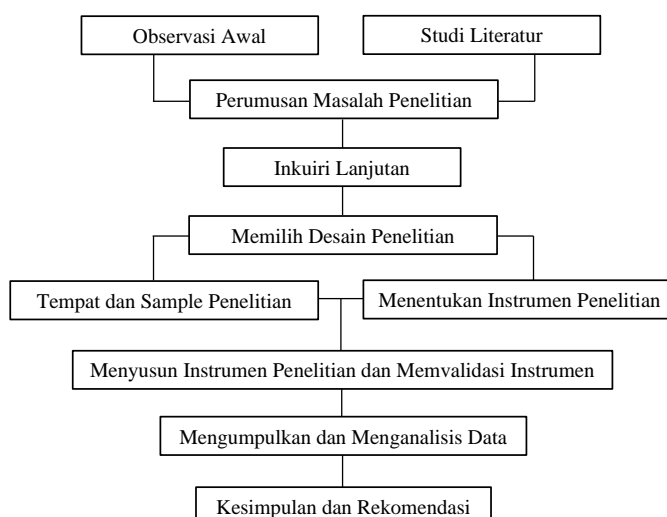 Observasi Awal
Studi Literatur
Perumusan Masalah Penelitian
Inkuiri Lanjutan
Memilih Desain Penelitian
Tempat dan Sample Penelitian
Menentukan Instrumen Penelitian
Menyusun Instrumen Penelitian dan Memvalidasi Instrumen
Mengumpulkan dan Menganalisis Data
Kesimpulan dan Rekomendasi